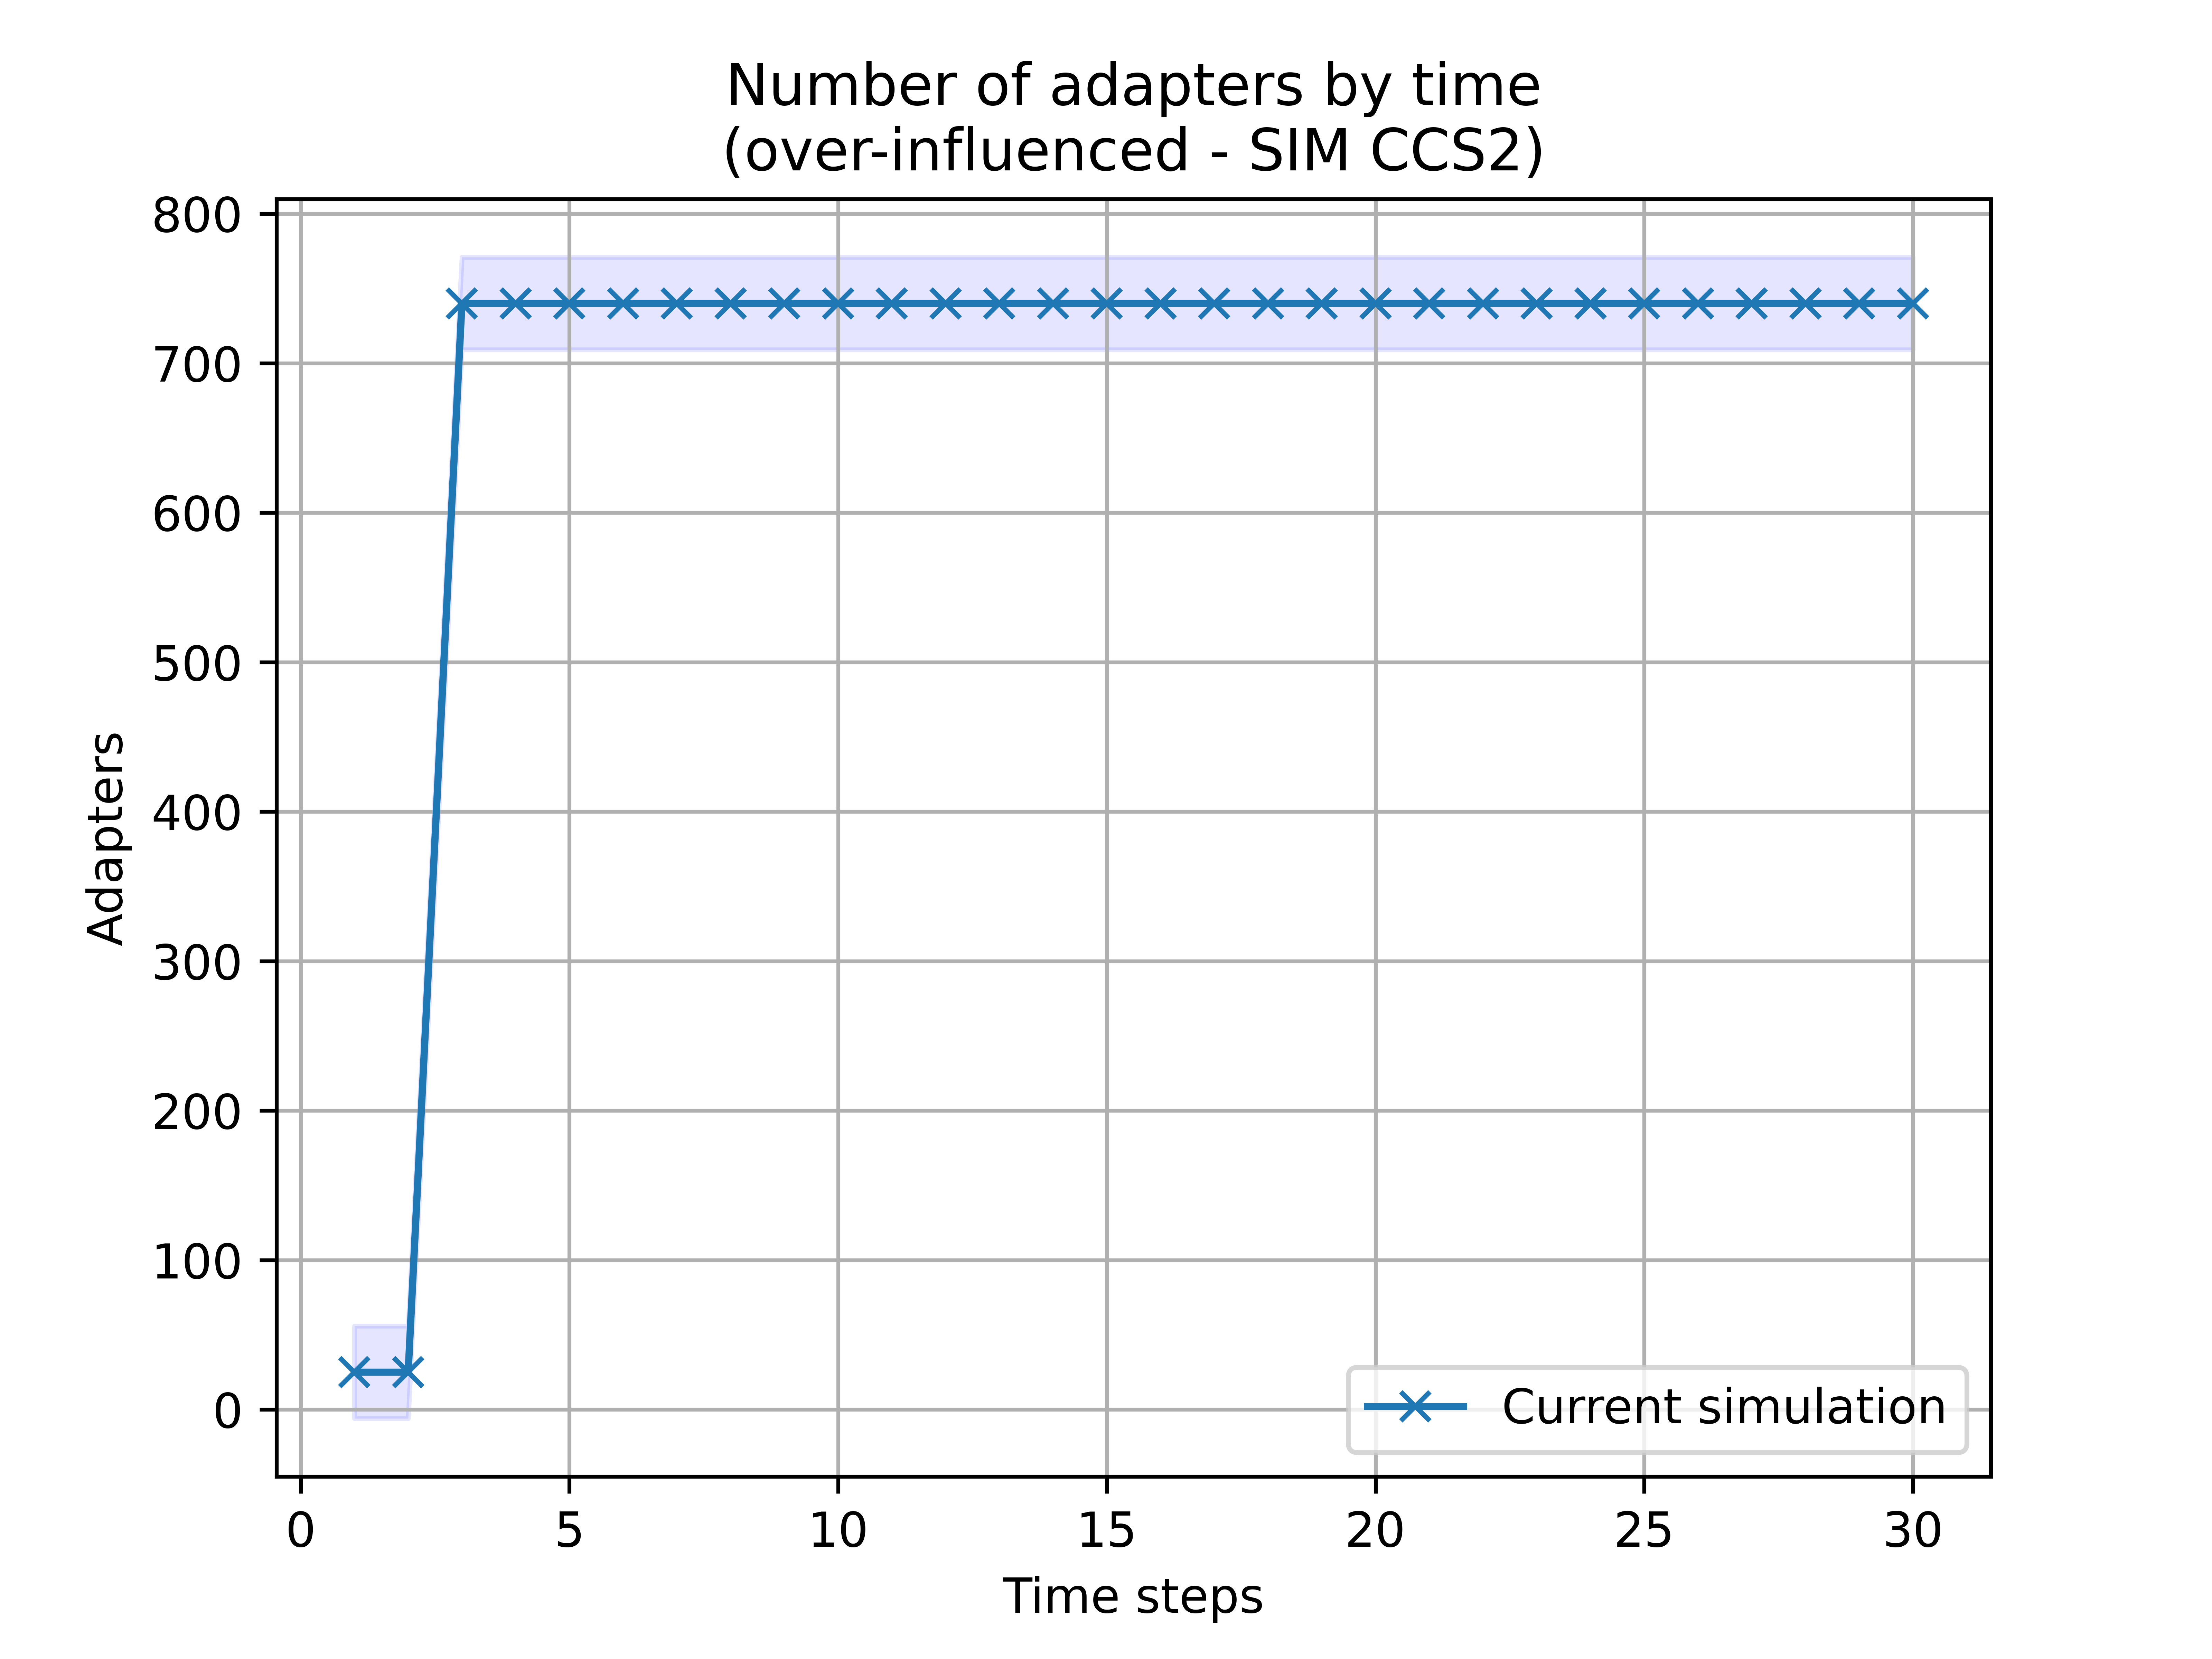 Number of adapters by time
(over-influenced - SIM CCS2)
800
700
600
500
400
300
200
100
0
Adapters
Current simulation
0 5 10 15 20 25 30
Time steps